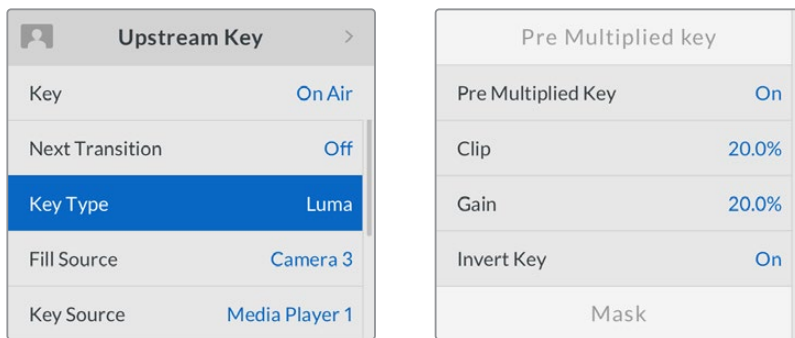 Upstream Key
Key On Air
Next Transition Off
Key Type Luma
Fill Source Camera 3
Key Source Media Player 1
Pre Multiplied key
Pre Multiplied Key On
Clip 20.0%
Gain 20.0%
Invert Key On
Mask